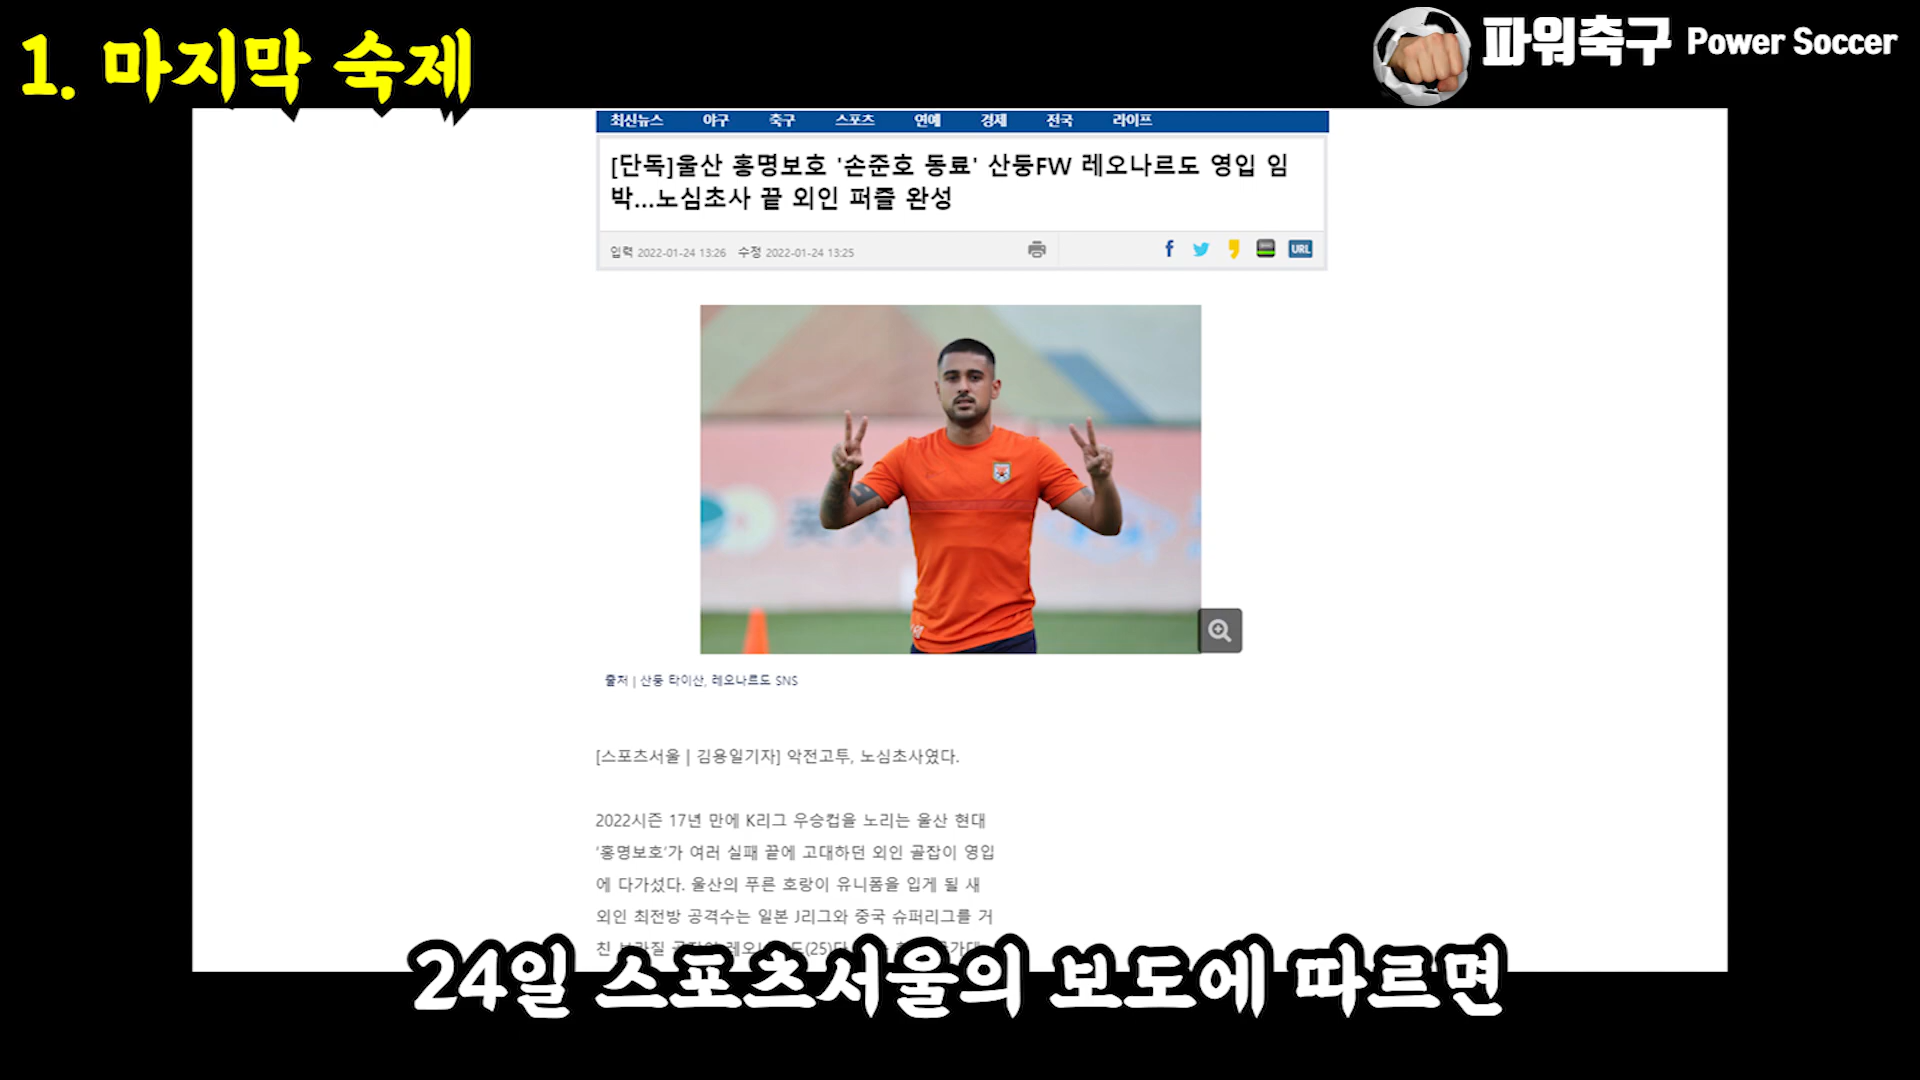 1. 마지막 숙제
파워축구 Power Soccer
최신뉴스 야구 축구 스포츠 연예 경제 전국 라이프
[단독]울산 홍명보호 '손준호 동료' 산둥FW 레오나르도 영입 임
박...노심초사 끝 외인 퍼즐 완성
입력 2022-01-24 13:26 수정 2022-01-24 13:25
URL
출처 | 산둥 타이산, 레오나르도 SNS
[스포츠서울 | 김용일기자] 악전고투, 노심초사였다.
2022시즌 17년 만에 K리그 우승컵을 노리는 울산 현대
'홍명보호'가 여러 실패 끝에 고대하던 외인 골잡이 영입
에 다가섰다. 울산의 푸른 호랑이 유니폼을 입게 될 새
외인 최전방 공격수는 일본 J리그와 중국 슈퍼리그를 거
친
24일 스포츠서울의 보도에 따르면